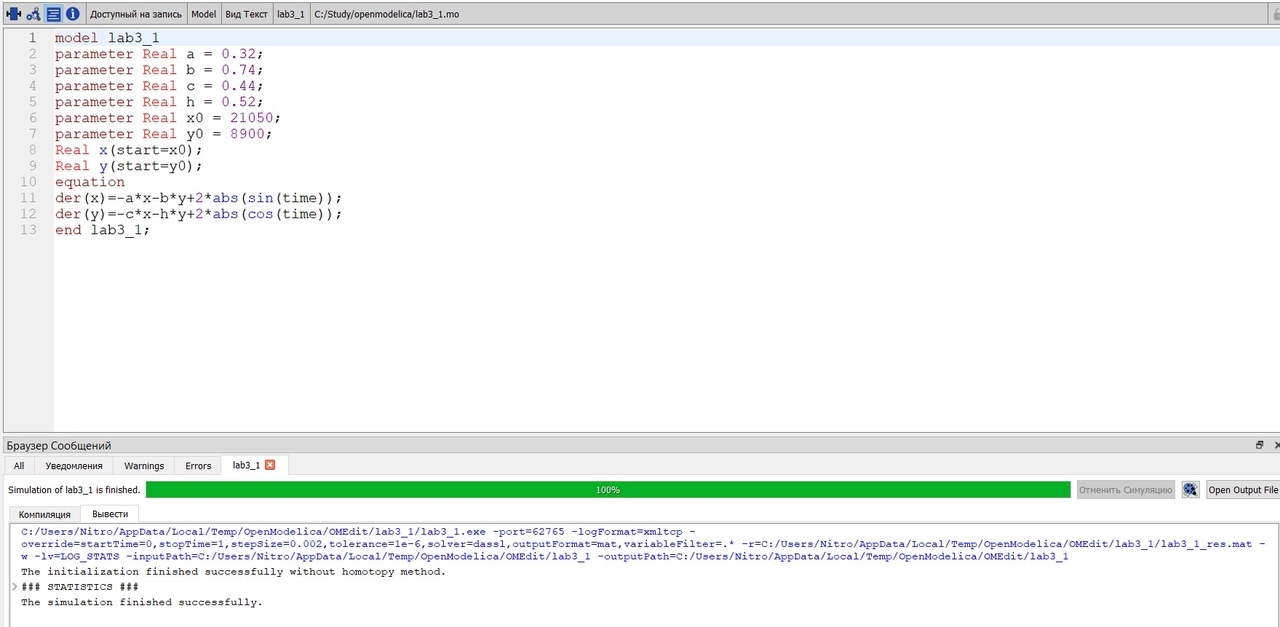 Доступный на запись Model Вид Текст lab3_1 C:/Study/openmodelica/lab3_1.mo
1 model lab3_1
2 parameter Real a = 0.32;
3 parameter Real b = 0.74;
4 parameter Real c = 0.44;
5 parameter Real h = 0.52;
6 parameter Real x0 = 21050;
7 parameter Real y0 = 8900;
8 Real x(start=x0);
9 Real y(start=y0);
10 equation
11 der(x)=-a*x-b*y+2*abs(sin(time));
12 der(y)=-c*x-h*y+2*abs(cos(time));
13 end lab3_1;
Браузер Сообщений
All Уведомления Warnings Errors lab3_1
Simulation of lab3_1 is finished. 100% Отменить Симуляцию Open Output File
Компиляция Вывести
C:/Users/Nitro/AppData/Local/Temp/OpenModelica/OMEdit/lab3_1/lab3_1.exe -port=62765 -logFormat=xmltcp -
override=startTime=0,stopTime=1,stepSize=0.002,tolerance=1e-6,solver=dassl,outputFormat=mat,variableFilter=.* -r=C:/Users/Nitro/AppData/Local/Temp/OpenModelica/OMEdit/lab3_1/lab3_1_res.mat -
w -lv=LOG_STATS -inputPath=C:/Users/Nitro/AppData/Local/Temp/OpenModelica/OMEdit/lab3_1 -outputPath=C:/Users/Nitro/AppData/Local/Temp/OpenModelica/OMEdit/lab3_1
The initialization finished successfully without homotopy method.
### STATISTICS ###
The simulation finished successfully.